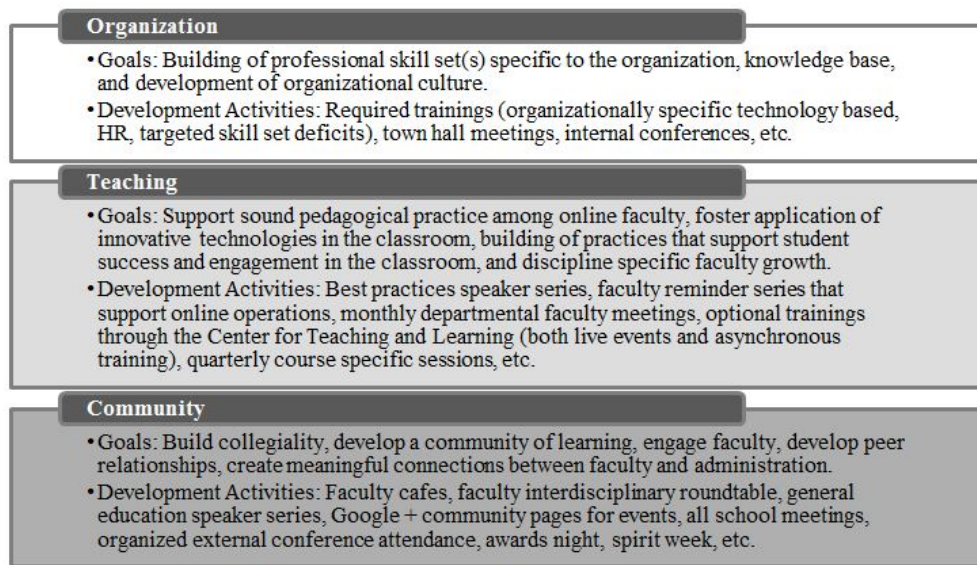 Organization
• Goals: Building of professional skill set(s) specific to the organization, knowledge base,
and development of organizational culture.
• Development Activities: Required trainings (organizationally specific technology based,
HR, targeted skill set deficits), town hall meetings, internal conferences, etc.
Teaching
• Goals: Support sound pedagogical practice among online faculty, foster application of
innovative technologies in the classroom, building of practices that support student
success and engagement in the classroom, and discipline specific faculty growth.
• Development Activities: Best practices speaker series, faculty reminder series that
support online operations, monthly departmental faculty meetings, optional trainings
through the Center for Teaching and Learning (both live events and asynchronous
training), quarterly course specific sessions, etc.
Community
• Goals: Build collegiality, develop a community of learning, engage faculty, develop peer
relationships, create meaningful connections between faculty and administration.
• Development Activities: Faculty cafes, faculty interdisciplinary roundtable, general
education speaker series, Google + community pages for events, all school meetings,
organized external conference attendance, awards night, spirit week, etc.